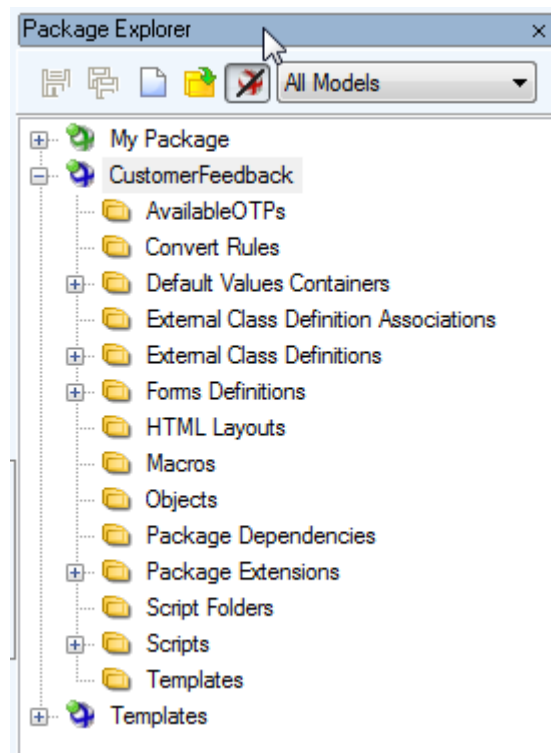 Package Explorer
All Models
My Package
CustomerFeedback
AvailableOTPs
Convert Rules
Default Values Containers
External Class Definition Associations
External Class Definitions
Forms Definitions
HTML Layouts
Macros
Objects
Package Dependencies
Package Extensions
Script Folders
Scripts
Templates
Templates